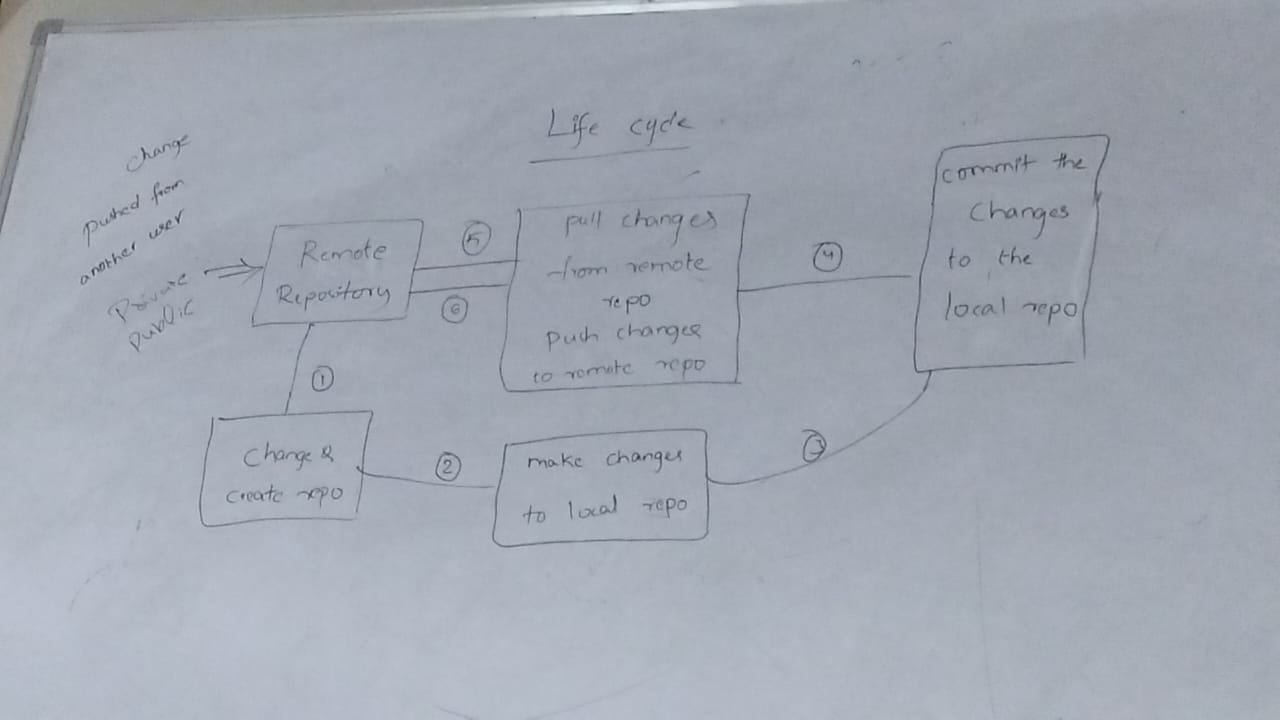 Life cycle
change
pushed from
another user
Private
Public
Remote
Repository
5
6
pull changes
from remote
repo
Push changes
to remote repo
4
commit the
Changes
to the
local repo
1
Change &
Create repo
2
make changes
to local repo
3